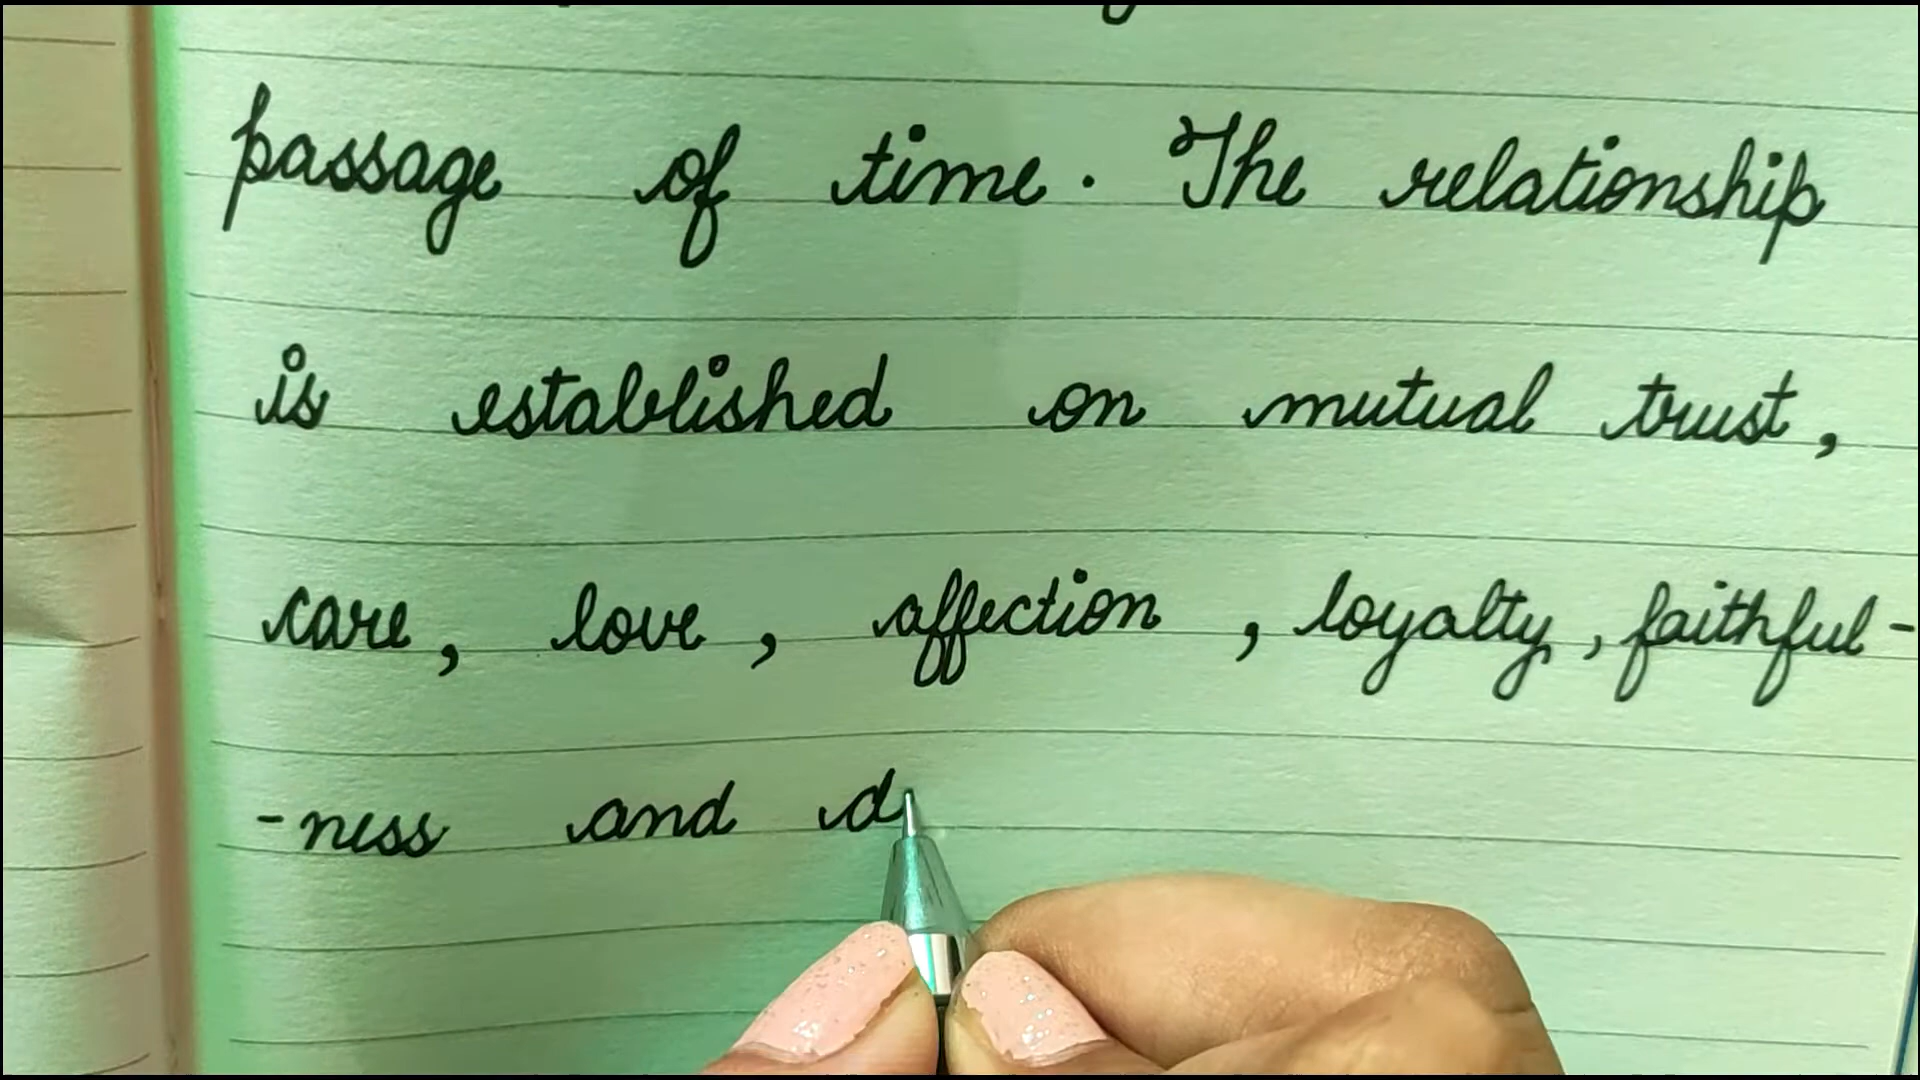 passage of time. The relationship
is established on mutual trust,
care, love, affection, loyalty, faithful-
-ness and d